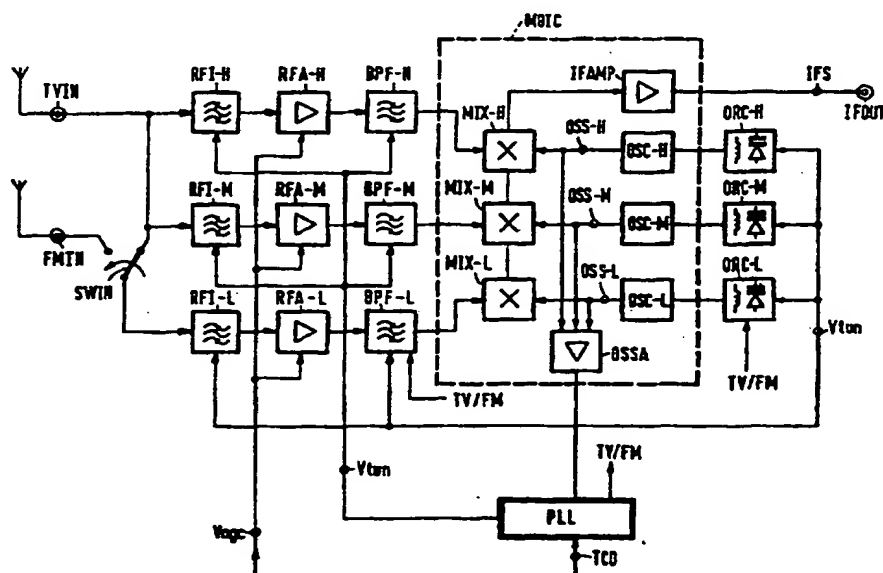 MOIC
RFI-H
RFA-H
BPF-H
IFAMP
IFS
TVIN
IFOUT
MIX-H
OSS-H
OSC-H
ORC-H
RFI-M
RFA-M
BPF-M
MIX-M
OSS-M
OSC-M
ORC-M
FMIN
SWIN
MIX-L
OSS-L
OSC-L
ORC-L
RFI-L
RFA-L
BPF-L
OSSA
Vtun
TV/FM
TV/FM
Vtun
TV/FM
PLL
Vagc
TCD